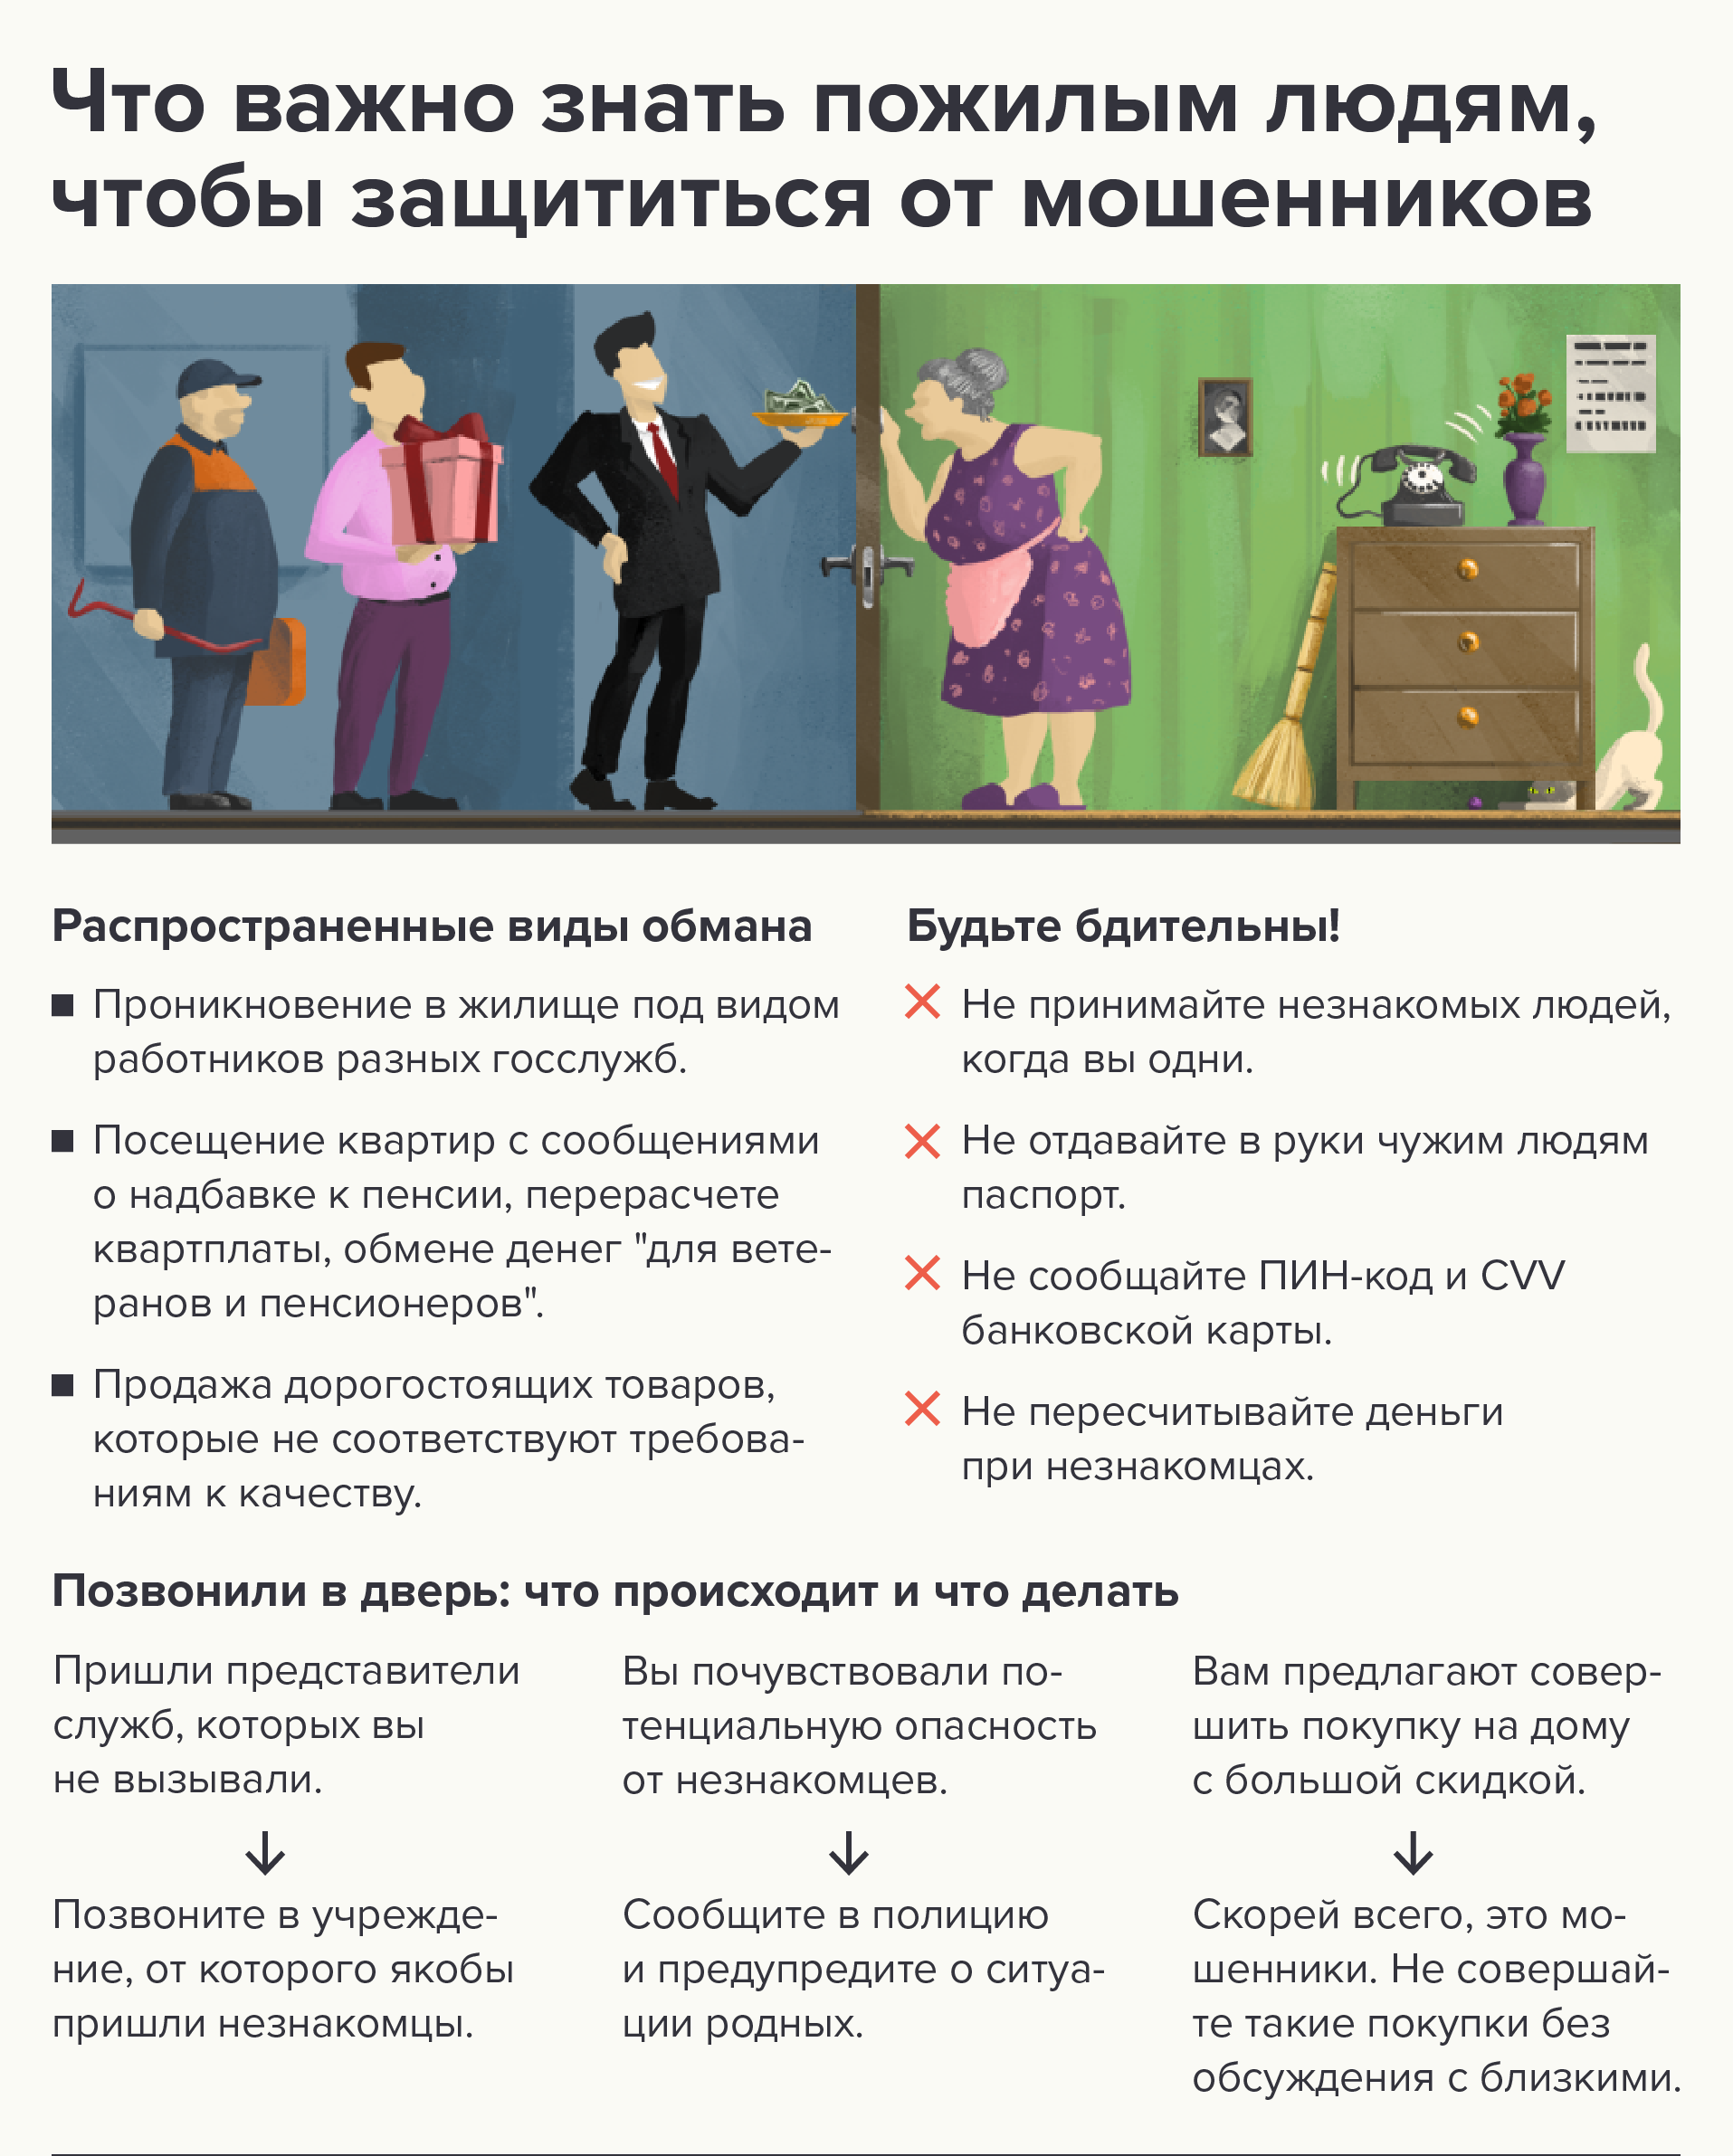 Что важно знать пожилым людям,
чтобы защититься от мошенников
Распространенные виды обмана
Проникновение в жилище под видом
работников разных госслужб.
Посещение квартир с сообщениями
о надбавке к пенсии, перерасчете
квартплаты, обмене денег "для вете-
ранов и пенсионеров".
Продажа дорогостоящих товаров,
которые не соответствуют требова-
ниям к качеству.
Будьте бдительны!
Не принимайте незнакомых людей,
когда вы одни.
Не отдавайте в руки чужим людям
паспорт.
Не сообщайте ПИН-код и CVV
банковской карты.
Не пересчитывайте деньги
при незнакомцах.
Позвонили в дверь: что происходит и что делать
Пришли представители
служб, которых вы
не вызывали.
Позвоните в учрежде-
ние, от которого якобы
пришли незнакомцы.
Вы почувствовали по-
тенциальную опасность
от незнакомцев.
Сообщите в полицию
и предупредите о ситуа-
ции родных.
Вам предлагают совер-
шить покупку на дому
с большой скидкой.
Скорей всего, это мо-
шенники. Не совершай-
те такие покупки без
обсуждения с близкими.